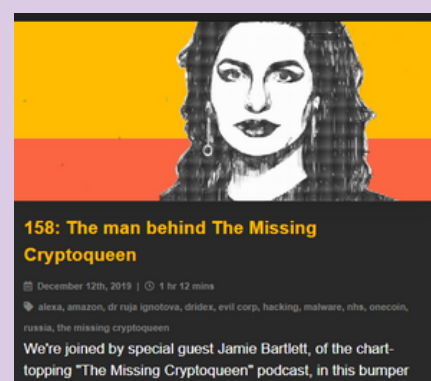 158: The man behind The Missing
Cryptoqueen
December 12th, 2019 | 1 hr 12 mins
alexa, amazon, dr ruja ignotova, dridex, evil corp, hacking, malware, nhs, onecoin,
russia, the missing cryptoqueen
We're joined by special guest Jamie Bartlett, of the chart-
topping "The Missing Cryptoqueen" podcast, in this bumper